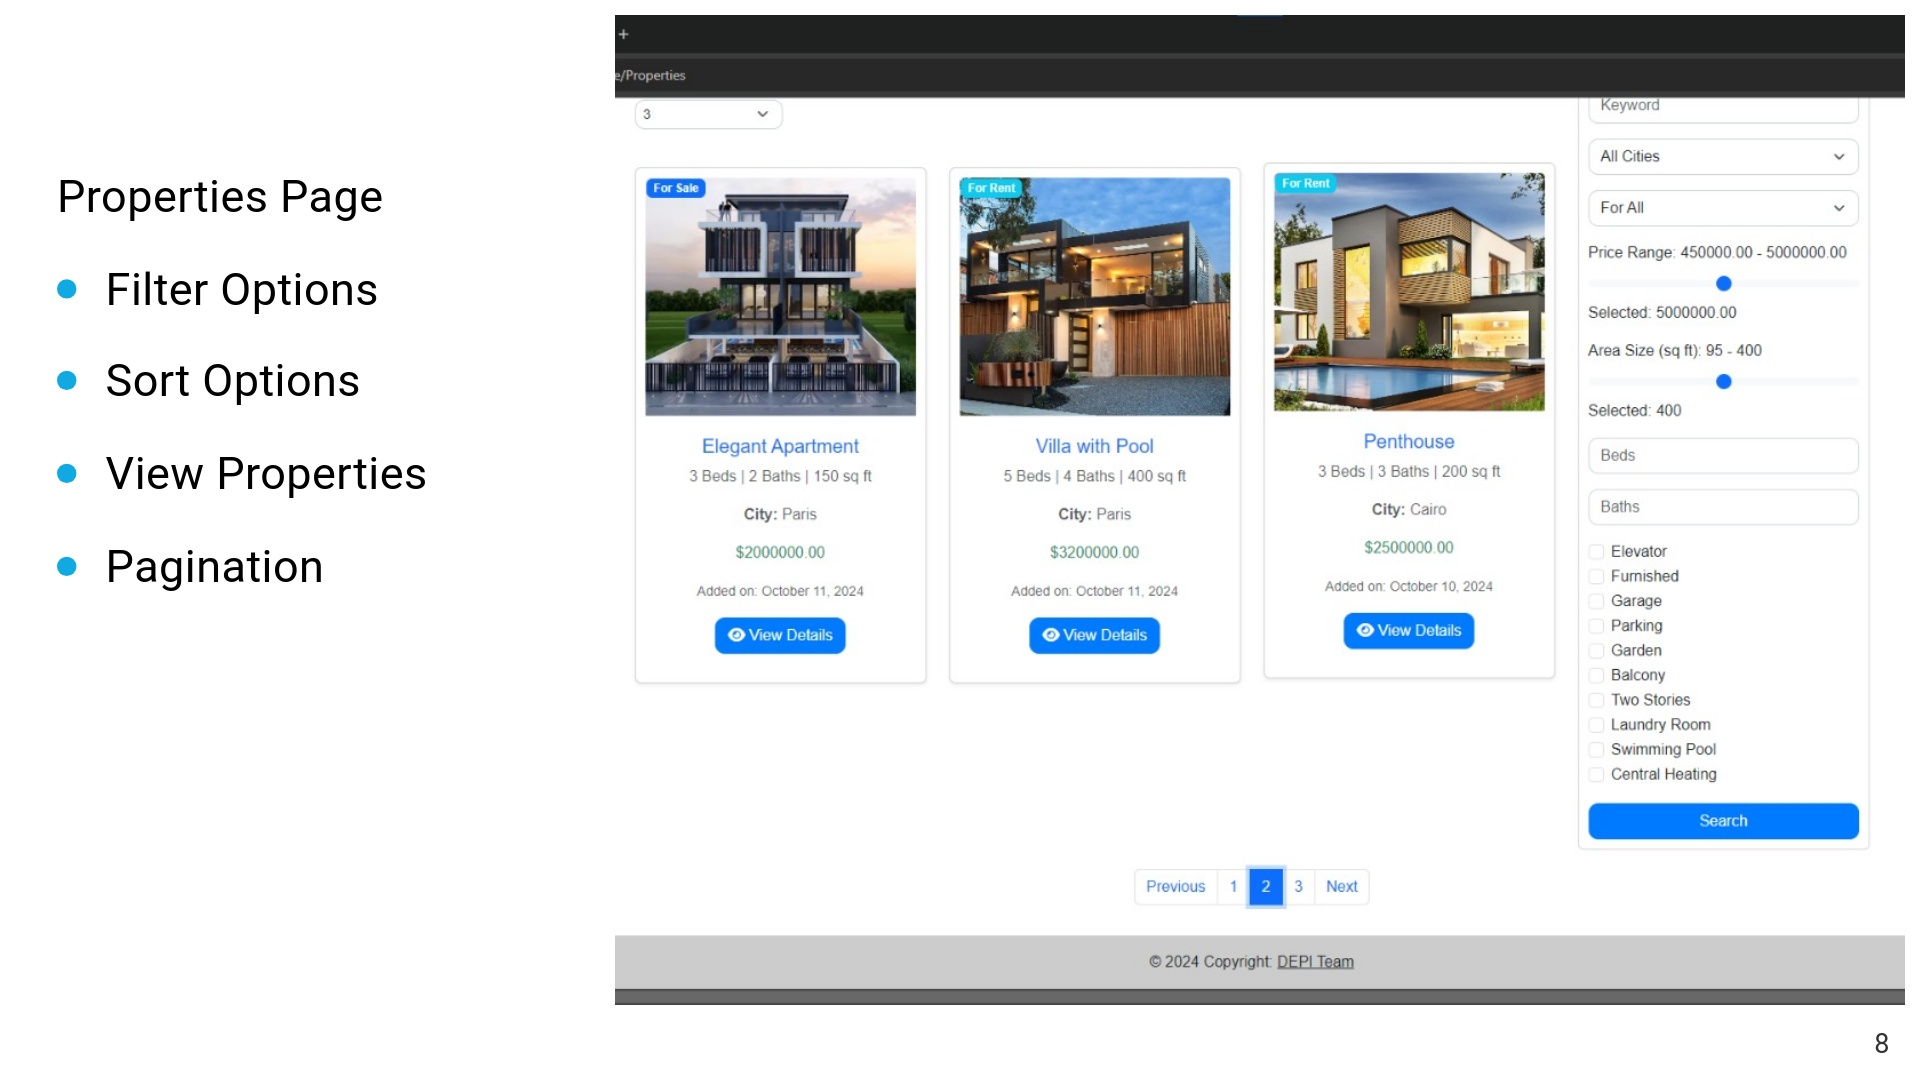 Properties Page
Filter Options
Sort Options
View Properties
Pagination
+
e/Properties
3
For Sale
Elegant Apartment
3 Beds | 2 Baths | 150 sq ft
City: Paris
$2000000.00
Added on: October 11, 2024
View Details
For Rent
Villa with Pool
5 Beds | 4 Baths | 400 sq ft
City: Paris
$3200000.00
Added on: October 11, 2024
View Details
For Rent
Penthouse
3 Beds | 3 Baths | 200 sq ft
City: Cairo
$2500000.00
Added on: October 10, 2024
View Details
Keyword
All Cities
For All
Price Range: 450000.00 - 5000000.00
Selected: 5000000.00
Area Size (sq ft): 95 - 400
Selected: 400
Beds
Baths
Elevator
Furnished
Garage
Parking
Garden
Balcony
Two Stories
Laundry Room
Swimming Pool
Central Heating
Search
Previous 1 2 3 Next
© 2024 Copyright: DEPI Team
8